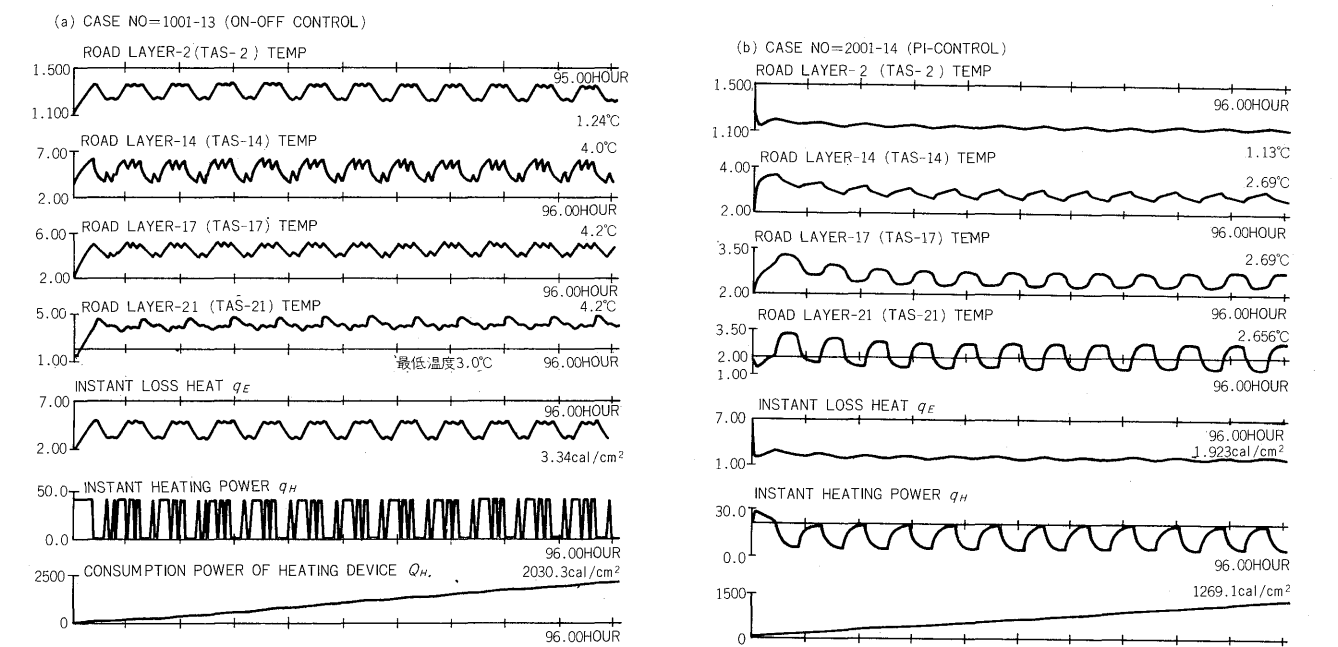 (a) CASE NO=1001-13 (ON-OFF CONTROL)
ROAD LAYER-2 (TAS-2) TEMP
1.500
95.00HOUR
1.100
1.24℃
ROAD LAYER-14 (TAS-14) TEMP
7.00
4.0℃
2.00
96.00HOUR
ROAD LAYER-17 (TAS-17) TEMP
6.00
4.2℃
2.00
96.00HOUR
ROAD LAYER-21 (TAS-21) TEMP
5.00
4.2℃
1.00
最低温度3.0℃
96.00HOUR
INSTANT LOSS HEAT qE
7.00
96.00HOUR
2.00
3.34cal/cm²
INSTANT HEATING POWER qH
50.0
0.0
96.00HOUR
CONSUMPTION POWER OF HEATING DEVICE QH.
2500
2030.3cal/cm²
0
96.00HOUR
(b) CASE NO=2001-14 (PI-CONTROL)
ROAD LAYER-2 (TAS-2) TEMP
1.500
96.00HOUR
1.100
1.13℃
ROAD LAYER-14 (TAS-14) TEMP
4.00
2.69℃
2.00
96.00HOUR
ROAD LAYER-17 (TAS-17) TEMP
3.50
2.69℃
2.00
96.00HOUR
ROAD LAYER-21 (TAS-21) TEMP
3.50
2.656℃
2.00
1.00
96.00HOUR
INSTANT LOSS HEAT qE
7.00
96.00HOUR
1.923cal/cm²
1.00
INSTANT HEATING POWER qH
30.0
0.0
96.00HOUR
1269.1cal/cm²
1500
0